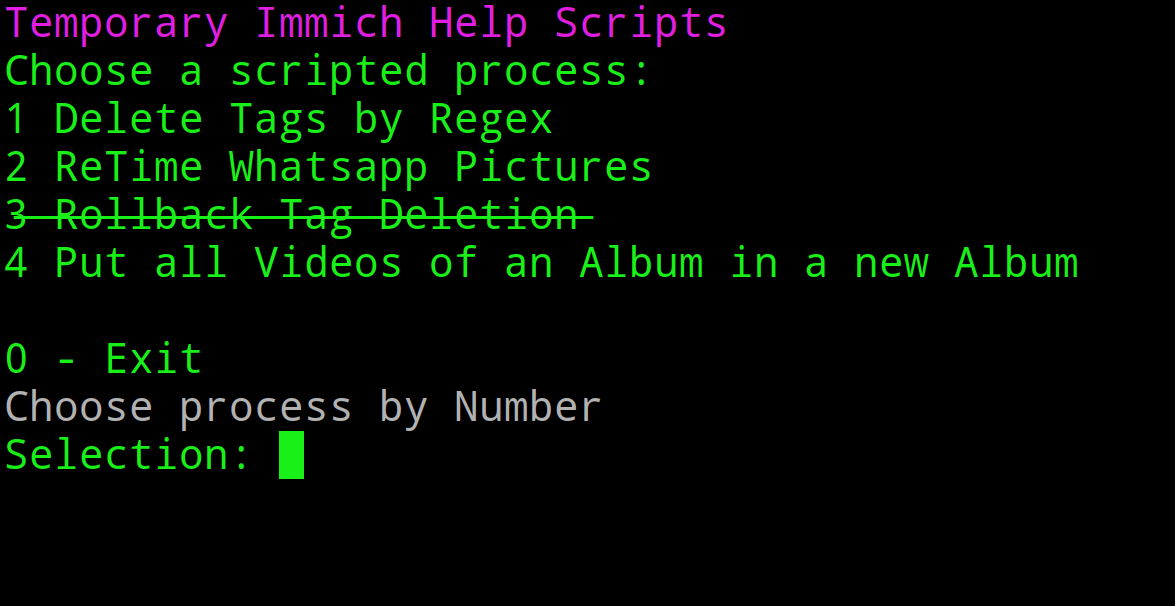 Temporary Immich Help Scripts
Choose a scripted process:
1 Delete Tags by Regex
2 ReTime Whatsapp Pictures
3 Rollback Tag Deletion
4 Put all Videos of an Album in a new Album
0 - Exit
Choose process by Number
Selection: